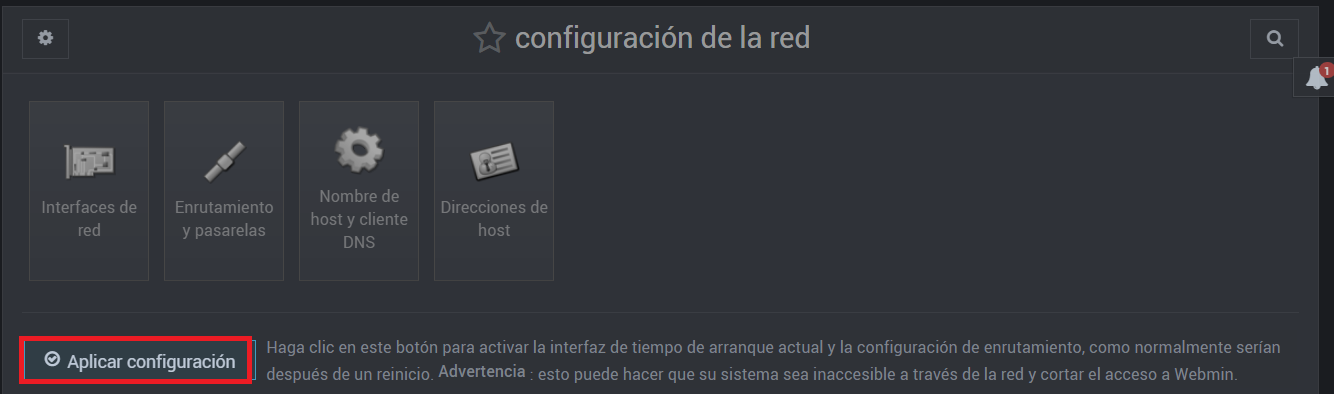 configuración de la red
1
Interfaces de
red
Enrutamiento
y pasarelas
Nombre de
host y cliente
DNS
Direcciones de
host
Aplicar configuración
Haga clic en este botón para activar la interfaz de tiempo de arranque actual y la configuración de enrutamiento, como normalmente serían
después de un reinicio. Advertencia : esto puede hacer que su sistema sea inaccesible a través de la red y cortar el acceso a Webmin.